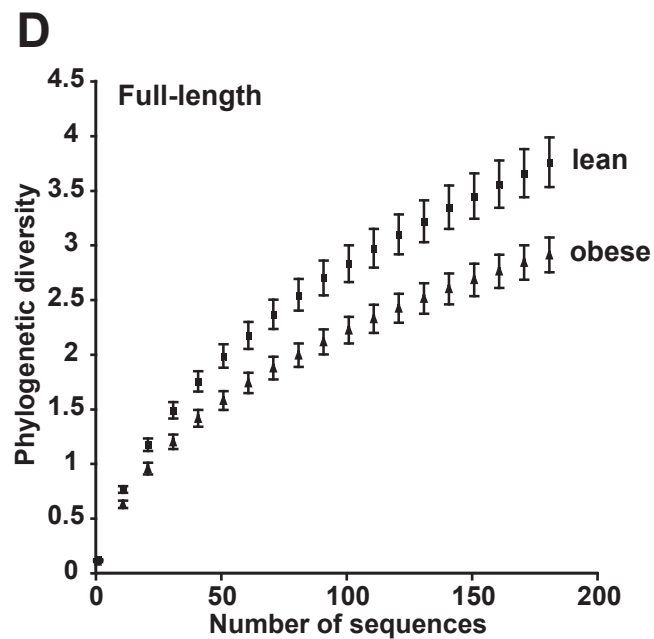 D
Full-length
Phylogenetic diversity
4.5
4
3.5
3
2.5
2
1.5
1
0.5
0
lean
obese
0 50 100 150 200
Number of sequences